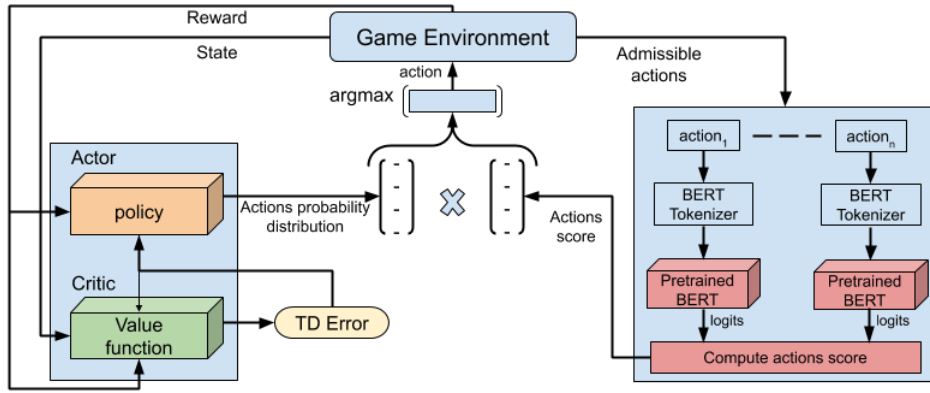 Reward
State
Game Environment
Admissible
actions
action
argmax
action1
actionn
Actor
policy
Actions probability
distribution
Actions
score
BERT
Tokenizer
BERT
Tokenizer
Critic
Value
function
TD Error
Pretrained
BERT
Pretrained
BERT
logits
logits
Compute actions score